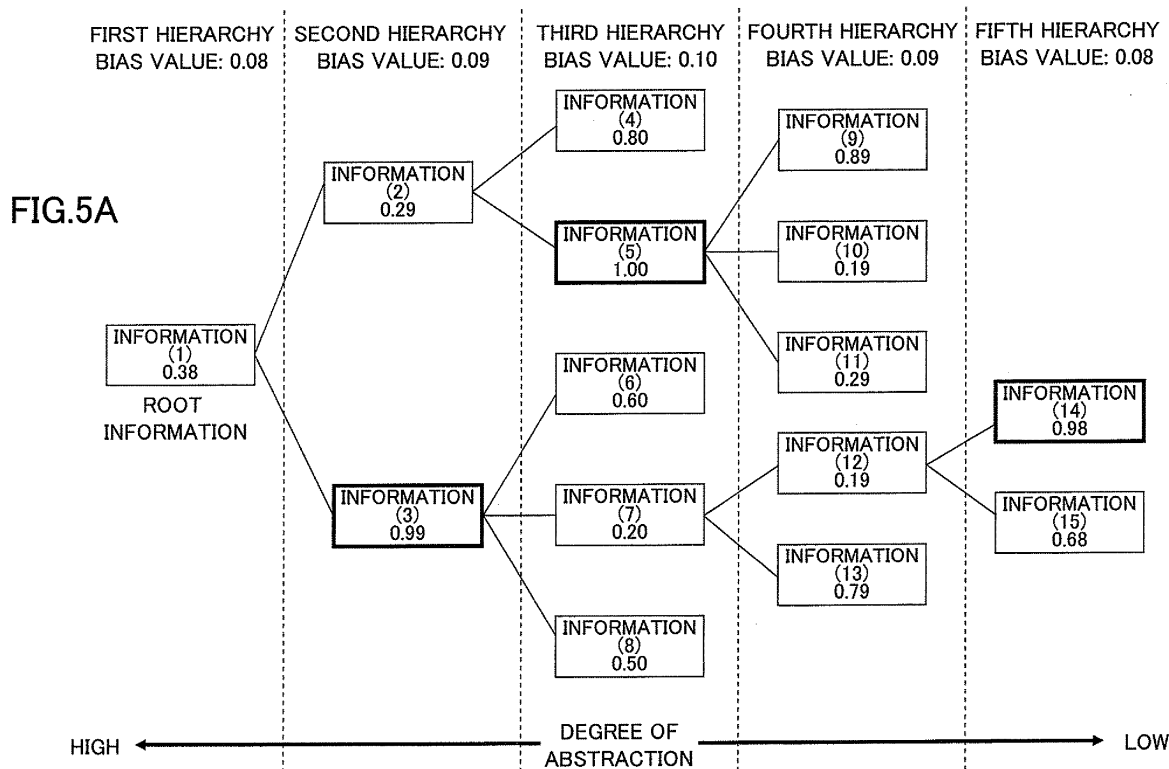 FIRST HIERARCHY
BIAS VALUE: 0.08
SECOND HIERARCHY
BIAS VALUE: 0.09
THIRD HIERARCHY
BIAS VALUE: 0.10
FOURTH HIERARCHY
BIAS VALUE: 0.09
FIFTH HIERARCHY
BIAS VALUE: 0.08
FIG.5A
INFORMATION
(1)
0.38
ROOT
INFORMATION
INFORMATION
(2)
0.29
INFORMATION
(3)
0.99
INFORMATION
(4)
0.80
INFORMATION
(5)
1.00
INFORMATION
(6)
0.60
INFORMATION
(7)
0.20
INFORMATION
(8)
0.50
INFORMATION
(9)
0.89
INFORMATION
(10)
0.19
INFORMATION
(11)
0.29
INFORMATION
(12)
0.19
INFORMATION
(13)
0.79
INFORMATION
(14)
0.98
INFORMATION
(15)
0.68
HIGH
DEGREE OF
ABSTRACTION
LOW